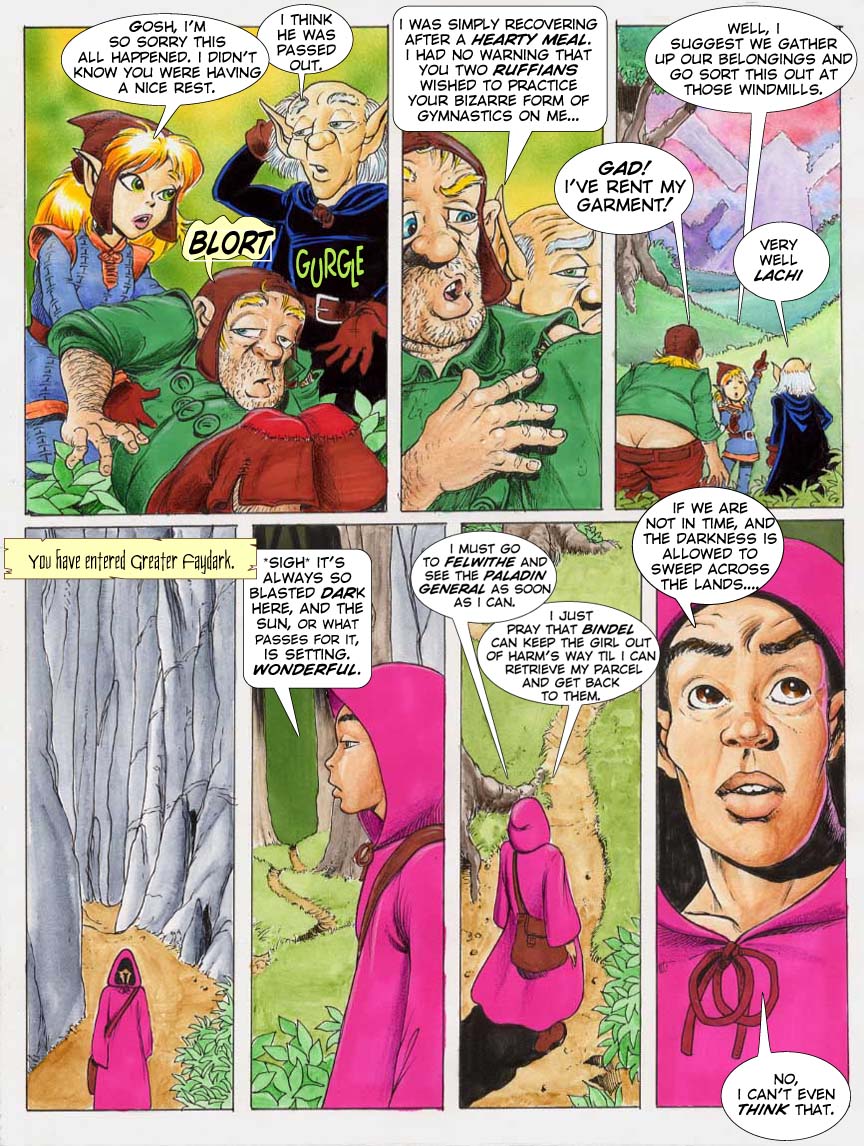 GOSH, I'M
SO SORRY THIS
ALL HAPPENED. I DIDN'T
KNOW YOU WERE HAVING
A NICE REST.
I THINK
HE WAS
PASSED
OUT.
BLORT
GURGLE
I WAS SIMPLY RECOVERING
AFTER A HEARTY MEAL.
I HAD NO WARNING THAT
YOU TWO RUFFIANS
WISHED TO PRACTICE
YOUR BIZARRE FORM OF
GYMNASTICS ON ME...
WELL, I
SUGGEST WE GATHER
UP OUR BELONGINGS AND
GO SORT THIS OUT AT
THOSE WINDMILLS.
GAD!
I'VE RENT MY
GARMENT!
VERY
WELL
LACHI
You have entered Greater Faydark.
*SIGH* IT'S
ALWAYS SO
BLASTED DARK
HERE, AND THE
SUN, OR WHAT
PASSES FOR IT,
IS SETTING.
WONDERFUL.
I MUST GO
TO FELWITHE AND
SEE THE PALADIN
GENERAL AS SOON
AS I CAN.
I JUST
PRAY THAT BINDEL
CAN KEEP THE GIRL OUT
OF HARM'S WAY TIL I CAN
RETRIEVE MY PARCEL
AND GET BACK
TO THEM.
IF WE ARE
NOT IN TIME, AND
THE DARKNESS IS
ALLOWED TO
SWEEP ACROSS
THE LANDS....
NO,
I CAN'T EVEN
THINK THAT.